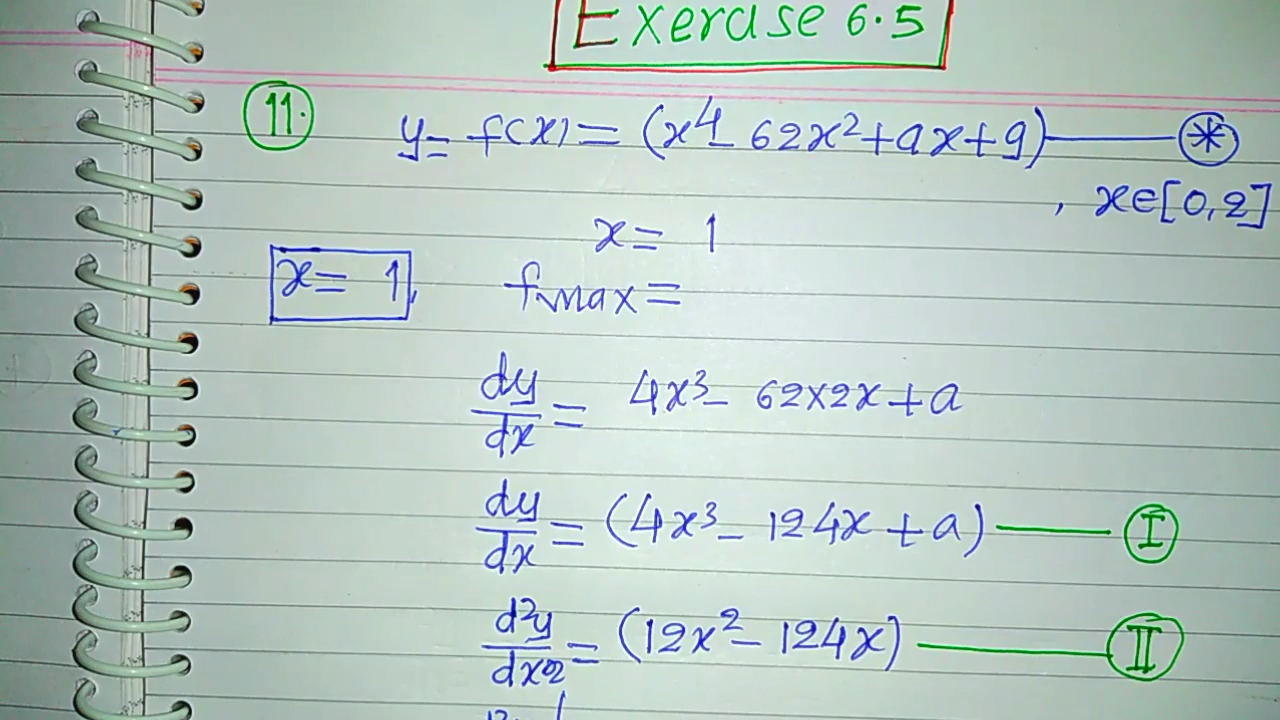 Exercise 6.5
11. y = f(x) = (x⁴ - 62x² + ax + 9) ——— *
, x∈[0,2]
x = 1
x = 1, fmax =
dy/dx = 4x³ - 62×2x + a
dy/dx = (4x³ - 124x + a) ——— I
d²y/dx² = (12x² - 124x) ——— II